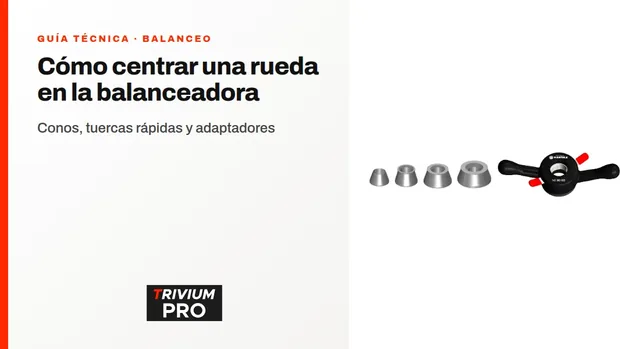 GUÍA TÉCNICA · BALANCEO
Cómo centrar una rueda
en la balanceadora
Conos, tuercas rápidas y adaptadores
TRIVIUM
PRO